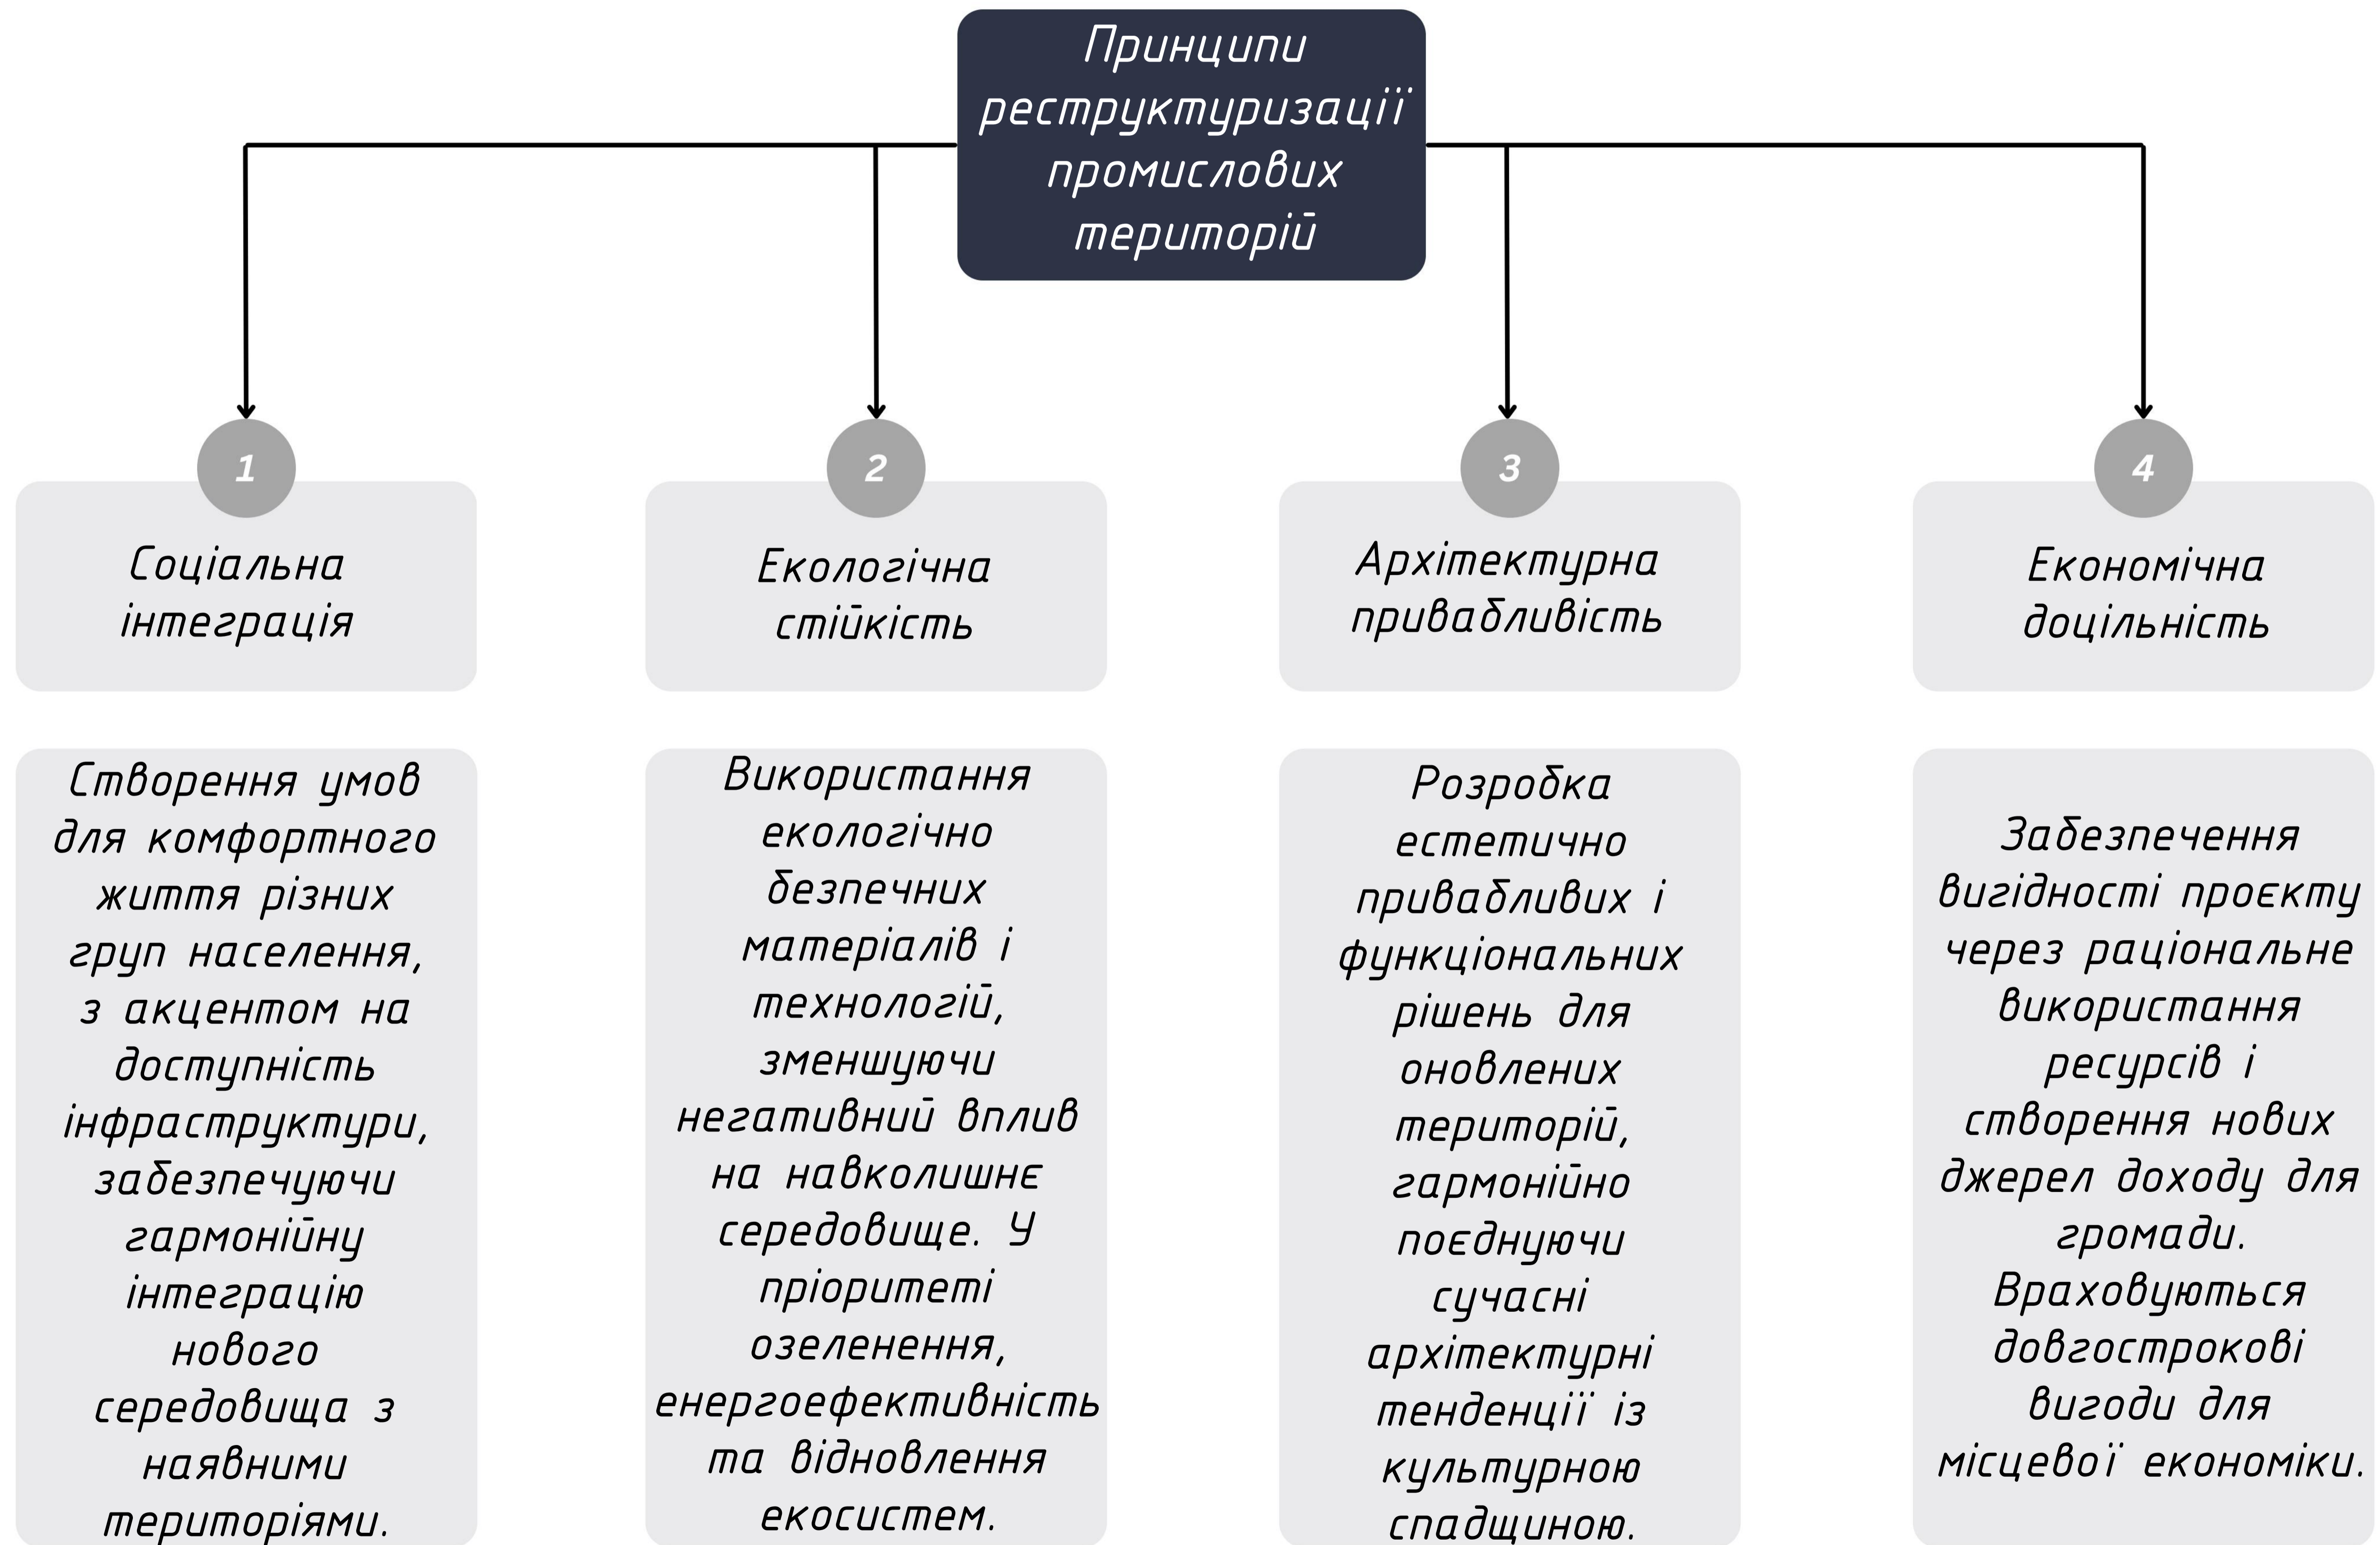 Принципи
реструктуризації
промислових
територій
1
Соціальна
інтеграція
Створення умов
для комфортного
життя різних
груп населення,
з акцентом на
доступність
інфраструктури,
забезпечуючи
гармонійну
інтеграцію
нового
середовища з
наявними
територіями.
2
Екологічна
стійкість
Використання
екологічно
безпечних
матеріалів і
технологій,
зменшуючи
негативний вплив
на навколишнє
середовище. У
пріоритеті
озеленення,
енергоефективність
та відновлення
екосистем.
3
Архітектурна
привабливість
Розробка
естетично
привабливих і
функціональних
рішень для
оновлених
територій,
гармонійно
поєднуючи
сучасні
архітектурні
тенденції із
культурною
спадщиною.
4
Економічна
доцільність
Забезпечення
вигідності проєкту
через раціональне
використання
ресурсів і
створення нових
джерел доходу для
громади.
Враховуються
довгострокові
вигоди для
місцевої економіки.